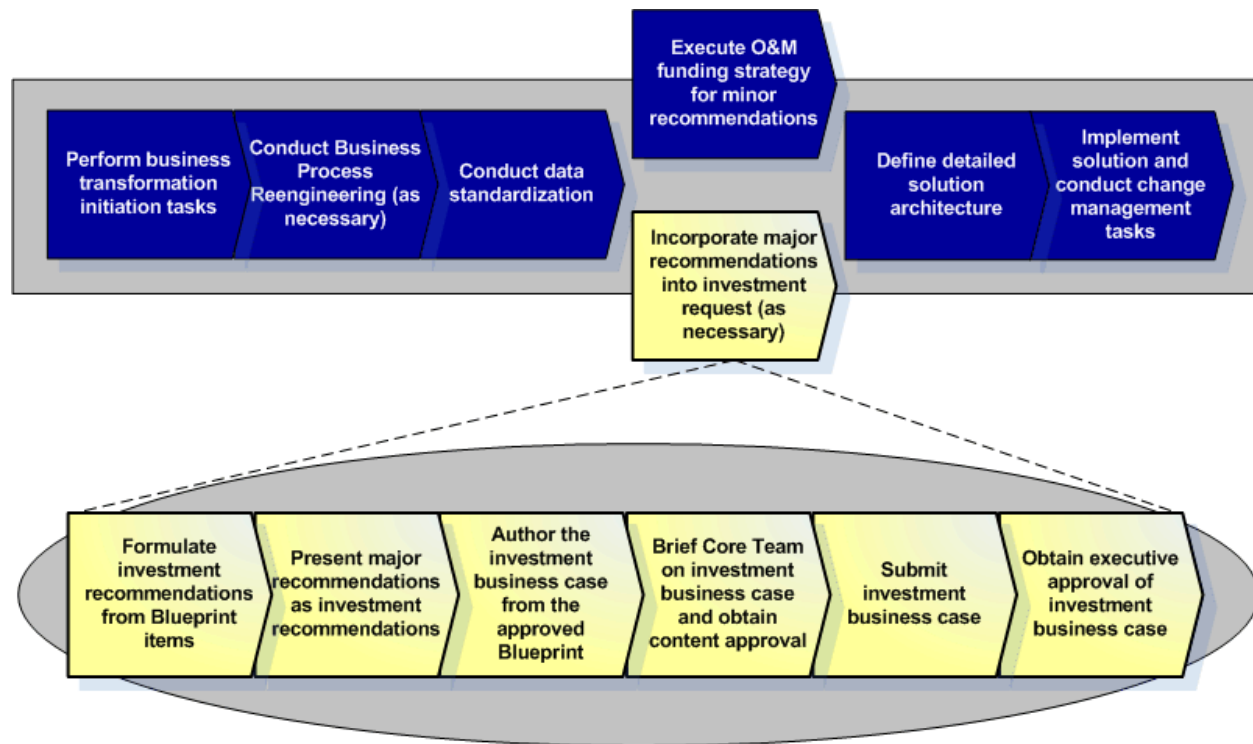 Perform business
transformation
initiation tasks
Conduct Business
Process
Reengineering (as
necessary)
Conduct data
standardization
Execute O&M
funding strategy
for minor
recommendations
Incorporate major
recommendations
into investment
request (as
necessary)
Define detailed
solution
architecture
Implement
solution and
conduct change
management
tasks
Formulate
investment
recommendations
from Blueprint
items
Present major
recommendations
as investment
recommendations
Author the
investment
business case
from the
approved
Blueprint
Brief Core Team
on investment
business case
and obtain
content approval
Submit
investment
business case
Obtain executive
approval of
investment
business case